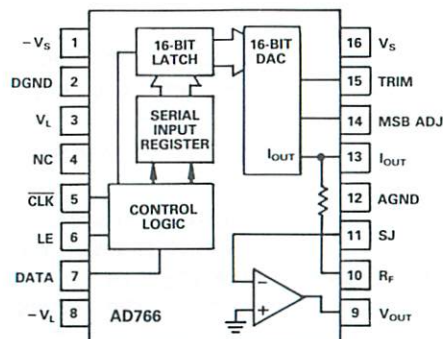 −Vs 1
DGND 2
VL 3
NC 4
CLK 5
LE 6
DATA 7
−VL 8
16-BIT
LATCH
16-BIT
DAC
SERIAL
INPUT
REGISTER
CONTROL
LOGIC
IOUT
AD766
−
+
16 Vs
15 TRIM
14 MSB ADJ
13 IOUT
12 AGND
11 SJ
10 RF
9 VOUT